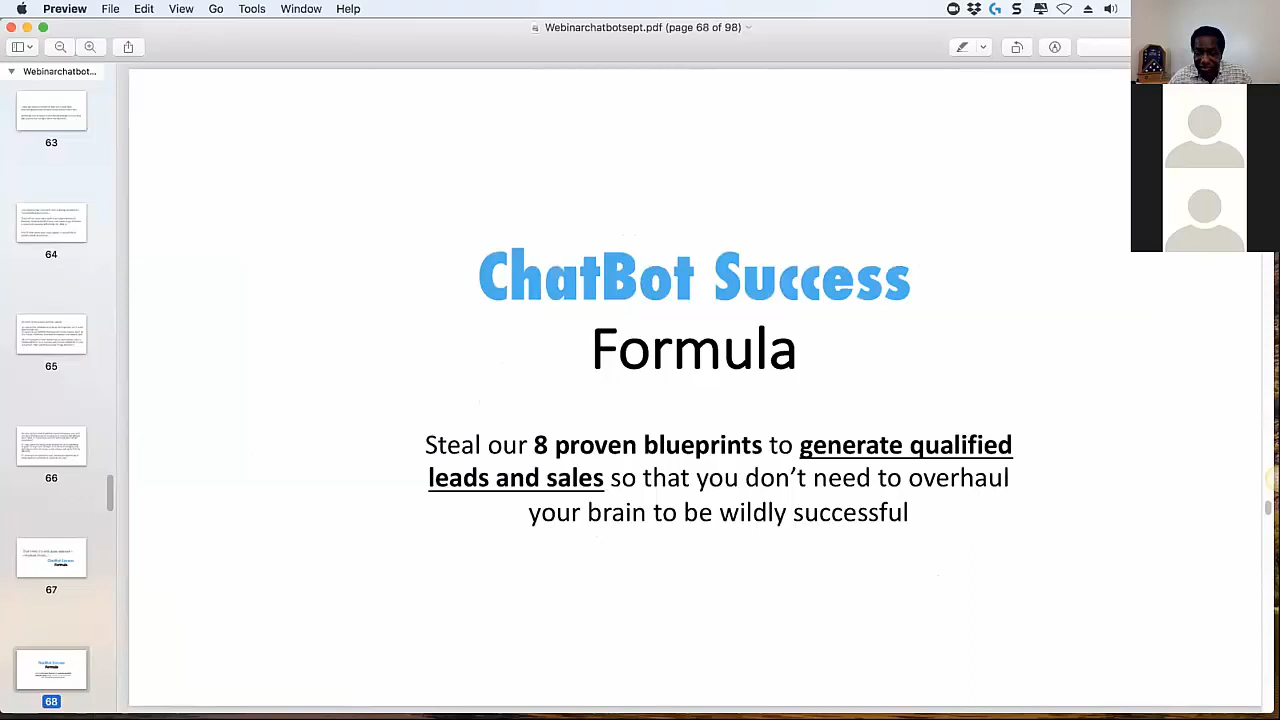 Preview File Edit View Go Tools Window Help
Webinarchatbotsept.pdf (page 68 of 98)
Webinarchatbot...
63
64
65
66
67
68
ChatBot Success
Formula
Steal our 8 proven blueprints to generate qualified
leads and sales so that you don't need to overhaul
your brain to be wildly successful